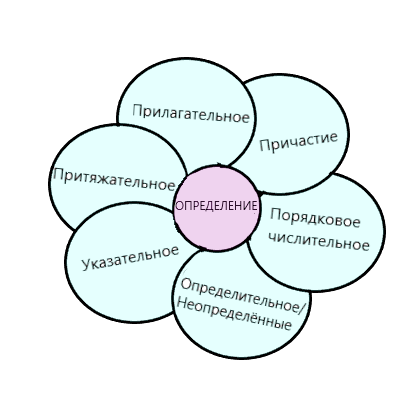 Прилагательное
Причастие
Притяжательное
ОПРЕДЕЛЕНИЕ
Порядковое
числительное
Указательное
Определительное/
Неопределённые